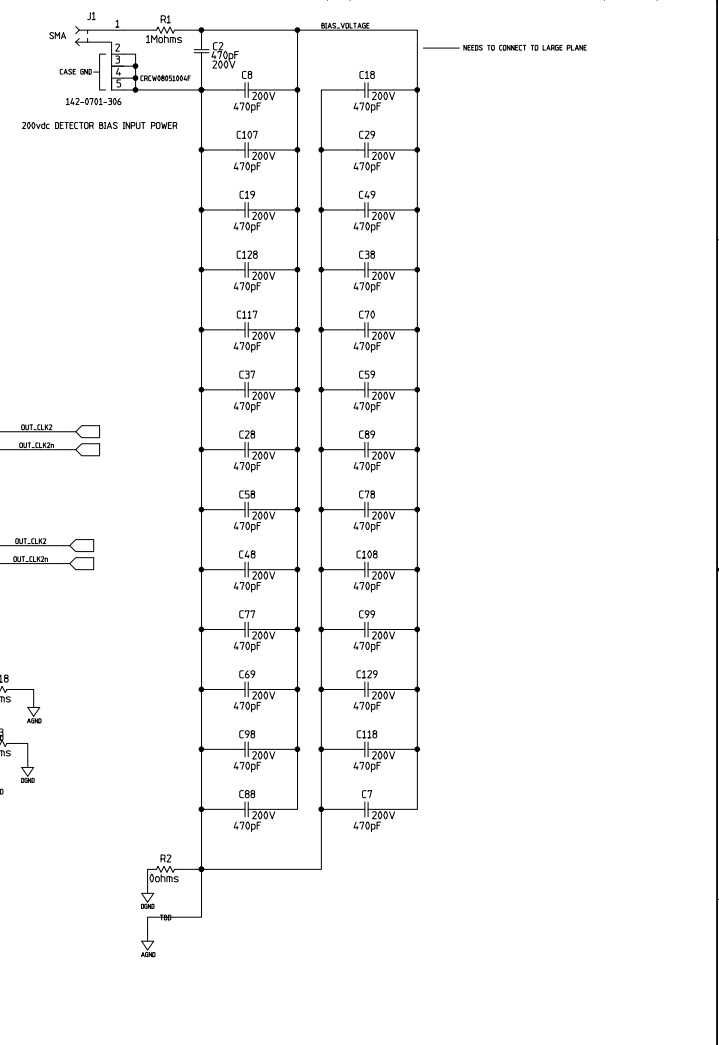 J1
SMA
1
R1
1Mohms
BIAS_VOLTAGE
NEEDS TO CONNECT TO LARGE PLANE
2
3
4
5
CASE GND
CRCW08051004F
142-0701-306
200vdc DETECTOR BIAS INPUT POWER
C2
470pF
200V
C8
200V
470pF
C18
200V
470pF
C107
200V
470pF
C29
200V
470pF
C19
200V
470pF
C49
200V
470pF
C128
200V
470pF
C38
200V
470pF
C117
200V
470pF
C70
200V
470pF
C37
200V
470pF
C59
200V
470pF
OUT_CLK2
OUT_CLK2n
C28
200V
470pF
C89
200V
470pF
C58
200V
470pF
C78
200V
470pF
OUT_CLK2
OUT_CLK2n
C48
200V
470pF
C108
200V
470pF
C77
200V
470pF
C99
200V
470pF
18
ms
AGND
C69
200V
470pF
C129
200V
470pF
ms
DGND
C98
200V
470pF
C118
200V
470pF
C88
200V
470pF
C7
200V
470pF
R2
0ohms
DGND
TBD
AGND